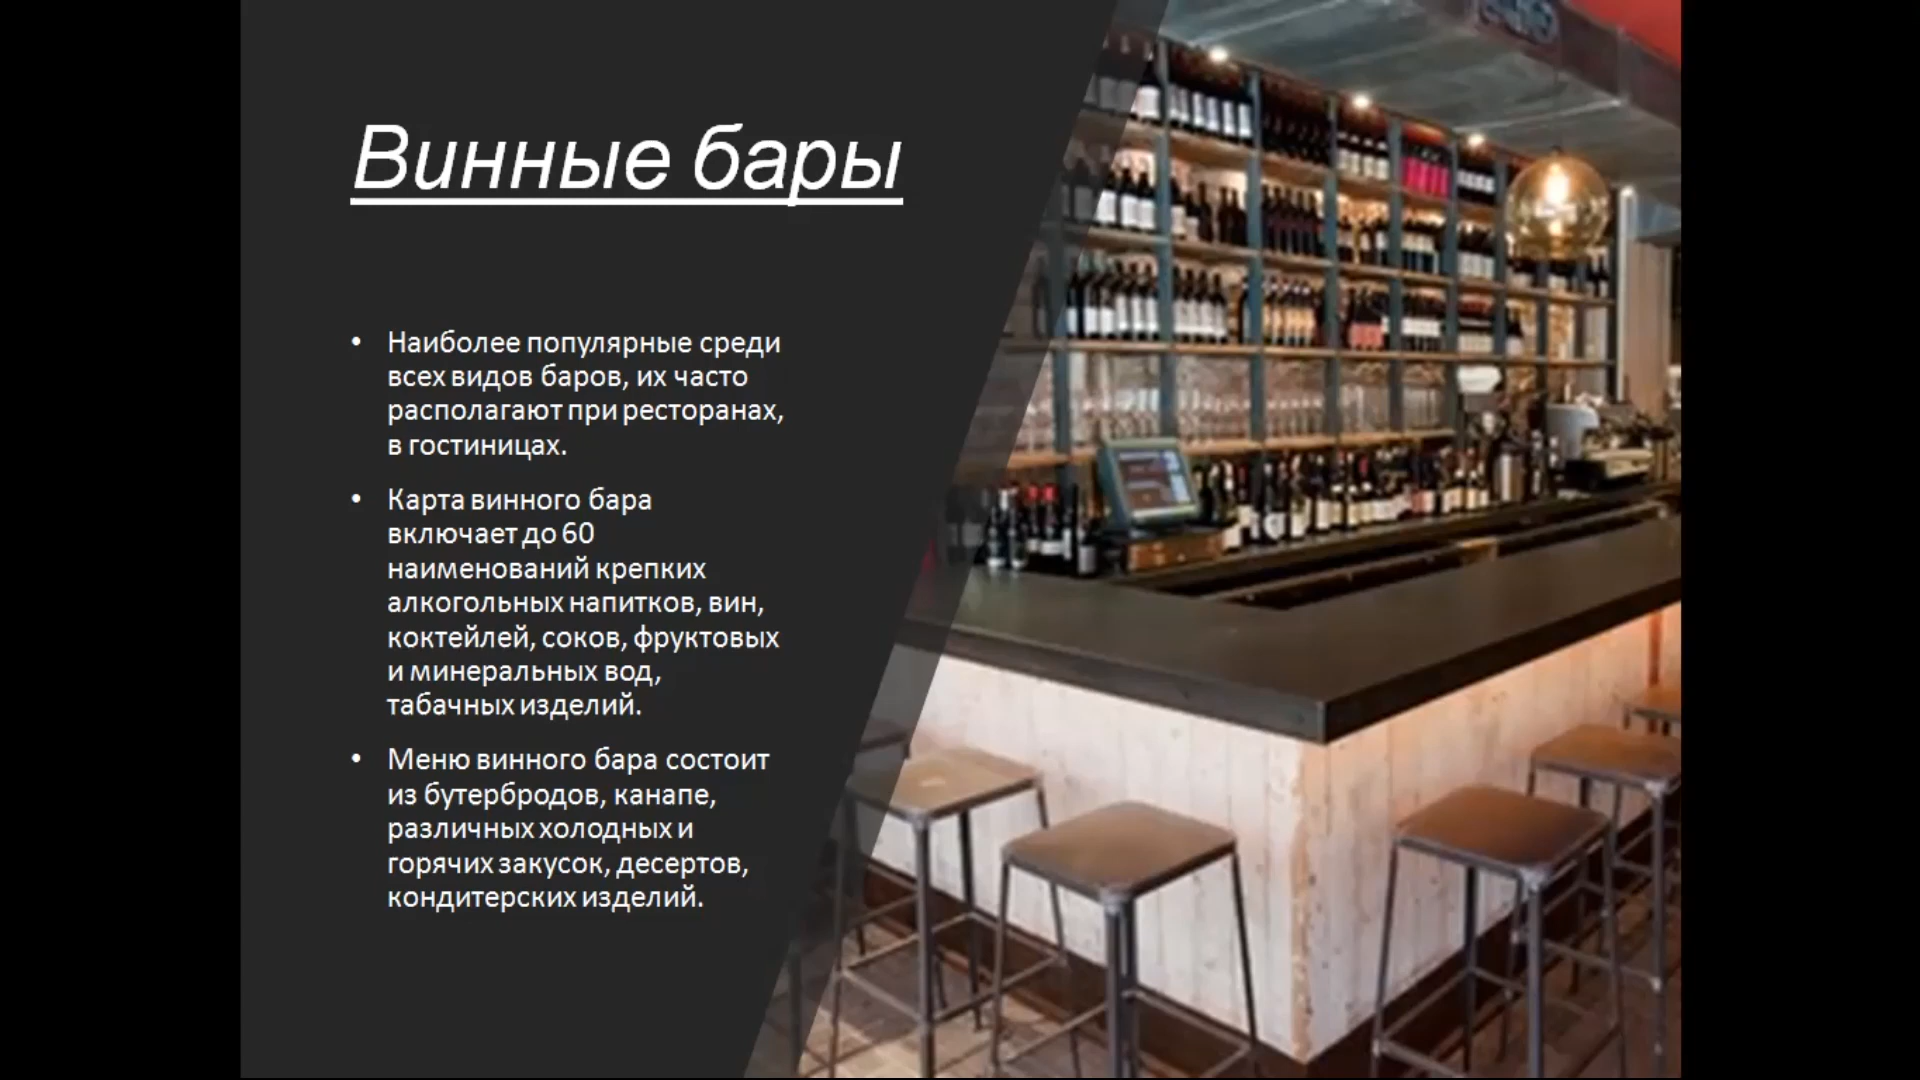 Винные бары
• Наиболее популярные среди
всех видов баров, их часто
располагают при ресторанах,
в гостиницах.
• Карта винного бара
включает до 60
наименований крепких
алкогольных напитков, вин,
коктейлей, соков, фруктовых
и минеральных вод,
табачных изделий.
• Меню винного бара состоит
из бутербродов, канапе,
различных холодных и
горячих закусок, десертов,
кондитерских изделий.